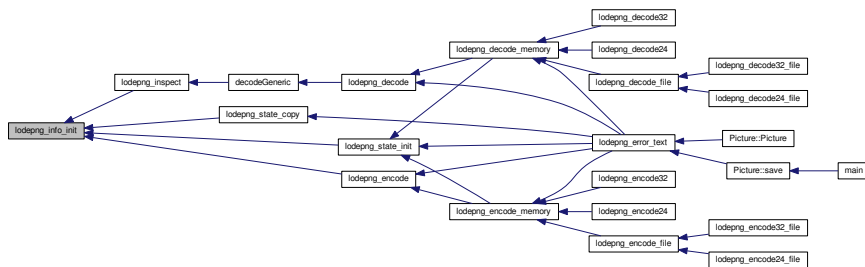 lodepng_decode32
lodepng_decode_memory
lodepng_decode24
lodepng_decode32_file
lodepng_inspect
decodeGeneric
lodepng_decode
lodepng_decode_file
lodepng_decode24_file
lodepng_state_copy
lodepng_info_init
lodepng_state_init
lodepng_error_text
Picture::Picture
lodepng_encode
lodepng_encode32
Picture::save
main
lodepng_encode_memory
lodepng_encode24
lodepng_encode32_file
lodepng_encode_file
lodepng_encode24_file